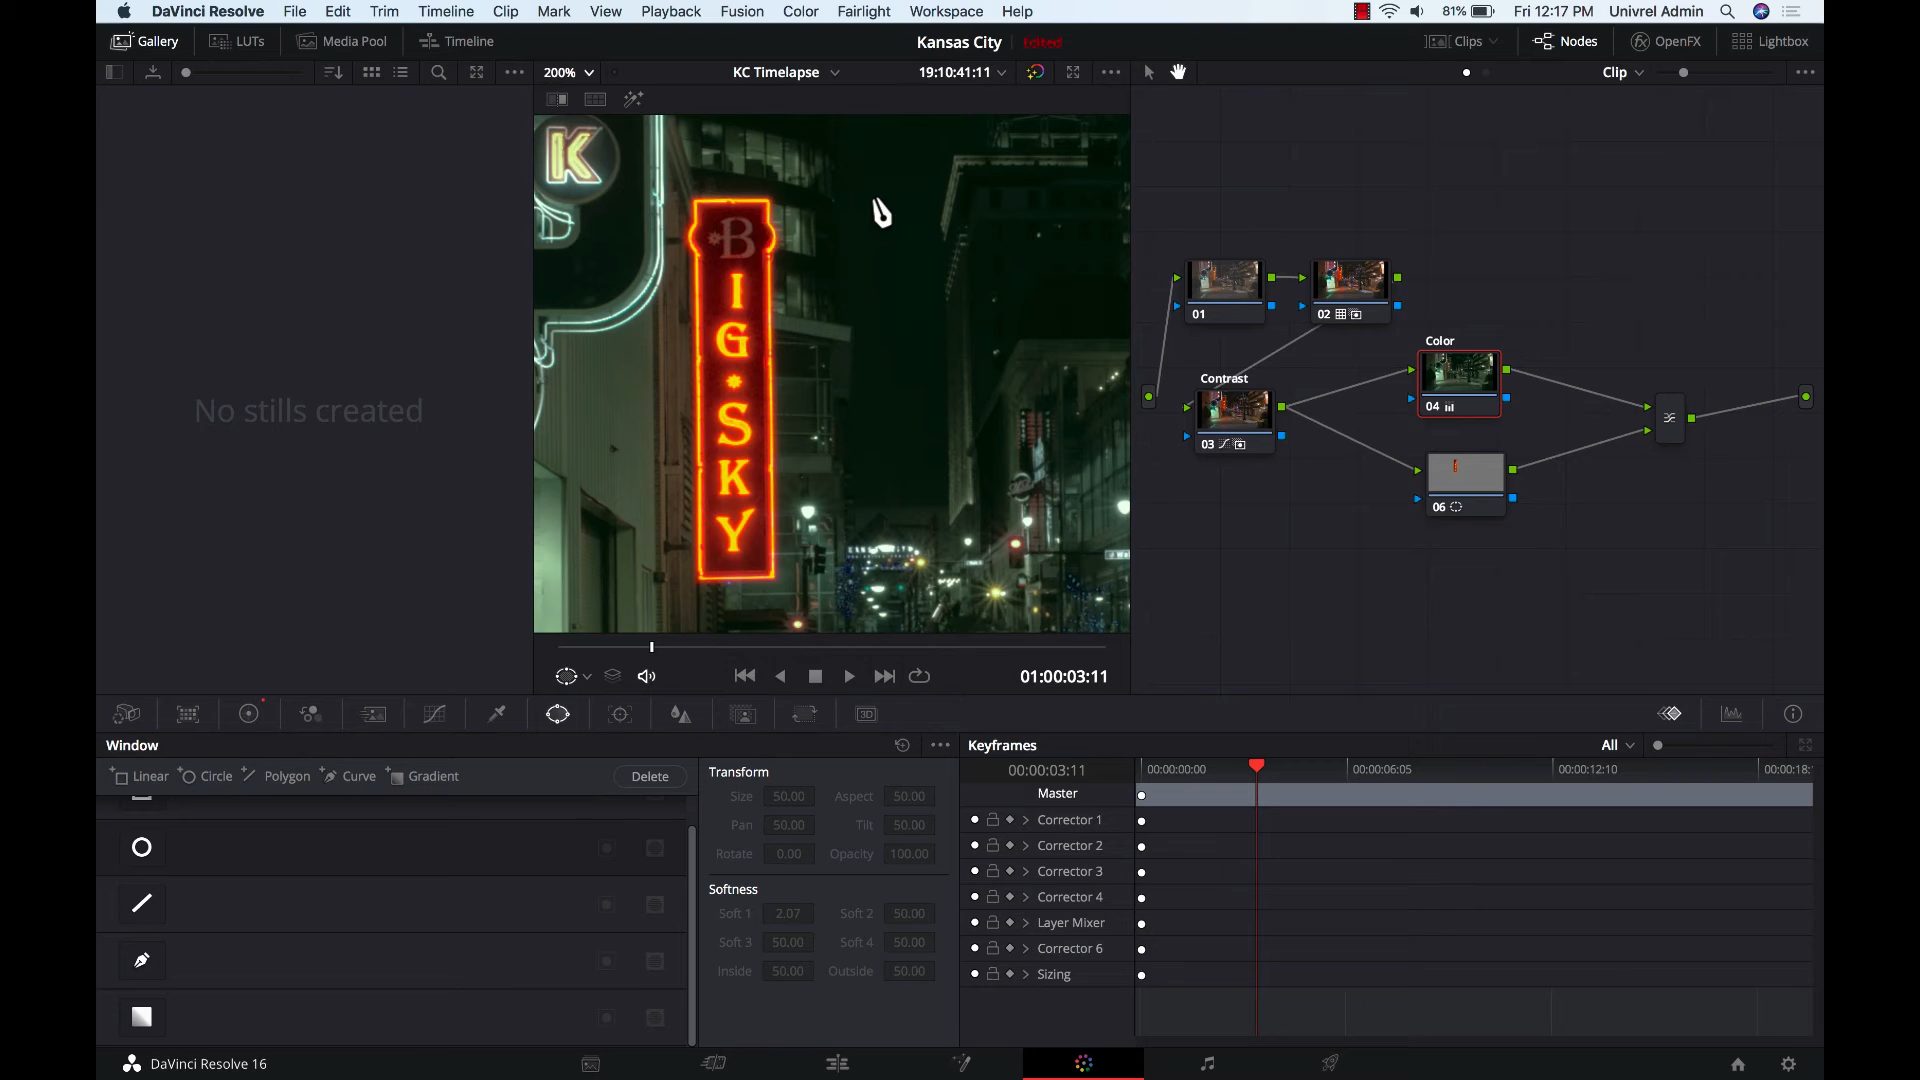 DaVinci Resolve File Edit Trim Timeline Clip Mark View Playback Fusion Color Fairlight Workspace Help 81% Fri 12:17 PM Univrel Admin
Gallery LUTs Media Pool Timeline Kansas City Edited Clips Nodes OpenFX Lightbox
200% KC Timelapse 19:10:41:11 Clip
K
B
I
G
S
K
Y
No stills created
01
02
Color
Contrast
04
03
06
01:00:03:11
3D
Window
Linear Circle Polygon Curve Gradient Delete
Transform
Size 50.00 Aspect 50.00
Pan 50.00 Tilt 50.00
Rotate 0.00 Opacity 100.00
Softness
Soft 1 2.07 Soft 2 50.00
Soft 3 50.00 Soft 4 50.00
Inside 50.00 Outside 50.00
Keyframes All
00:00:03:11 00:00:00:00 00:00:06:05 00:00:12:10 00:00:18:
Master
Corrector 1
Corrector 2
Corrector 3
Corrector 4
Layer Mixer
Corrector 6
Sizing
DaVinci Resolve 16